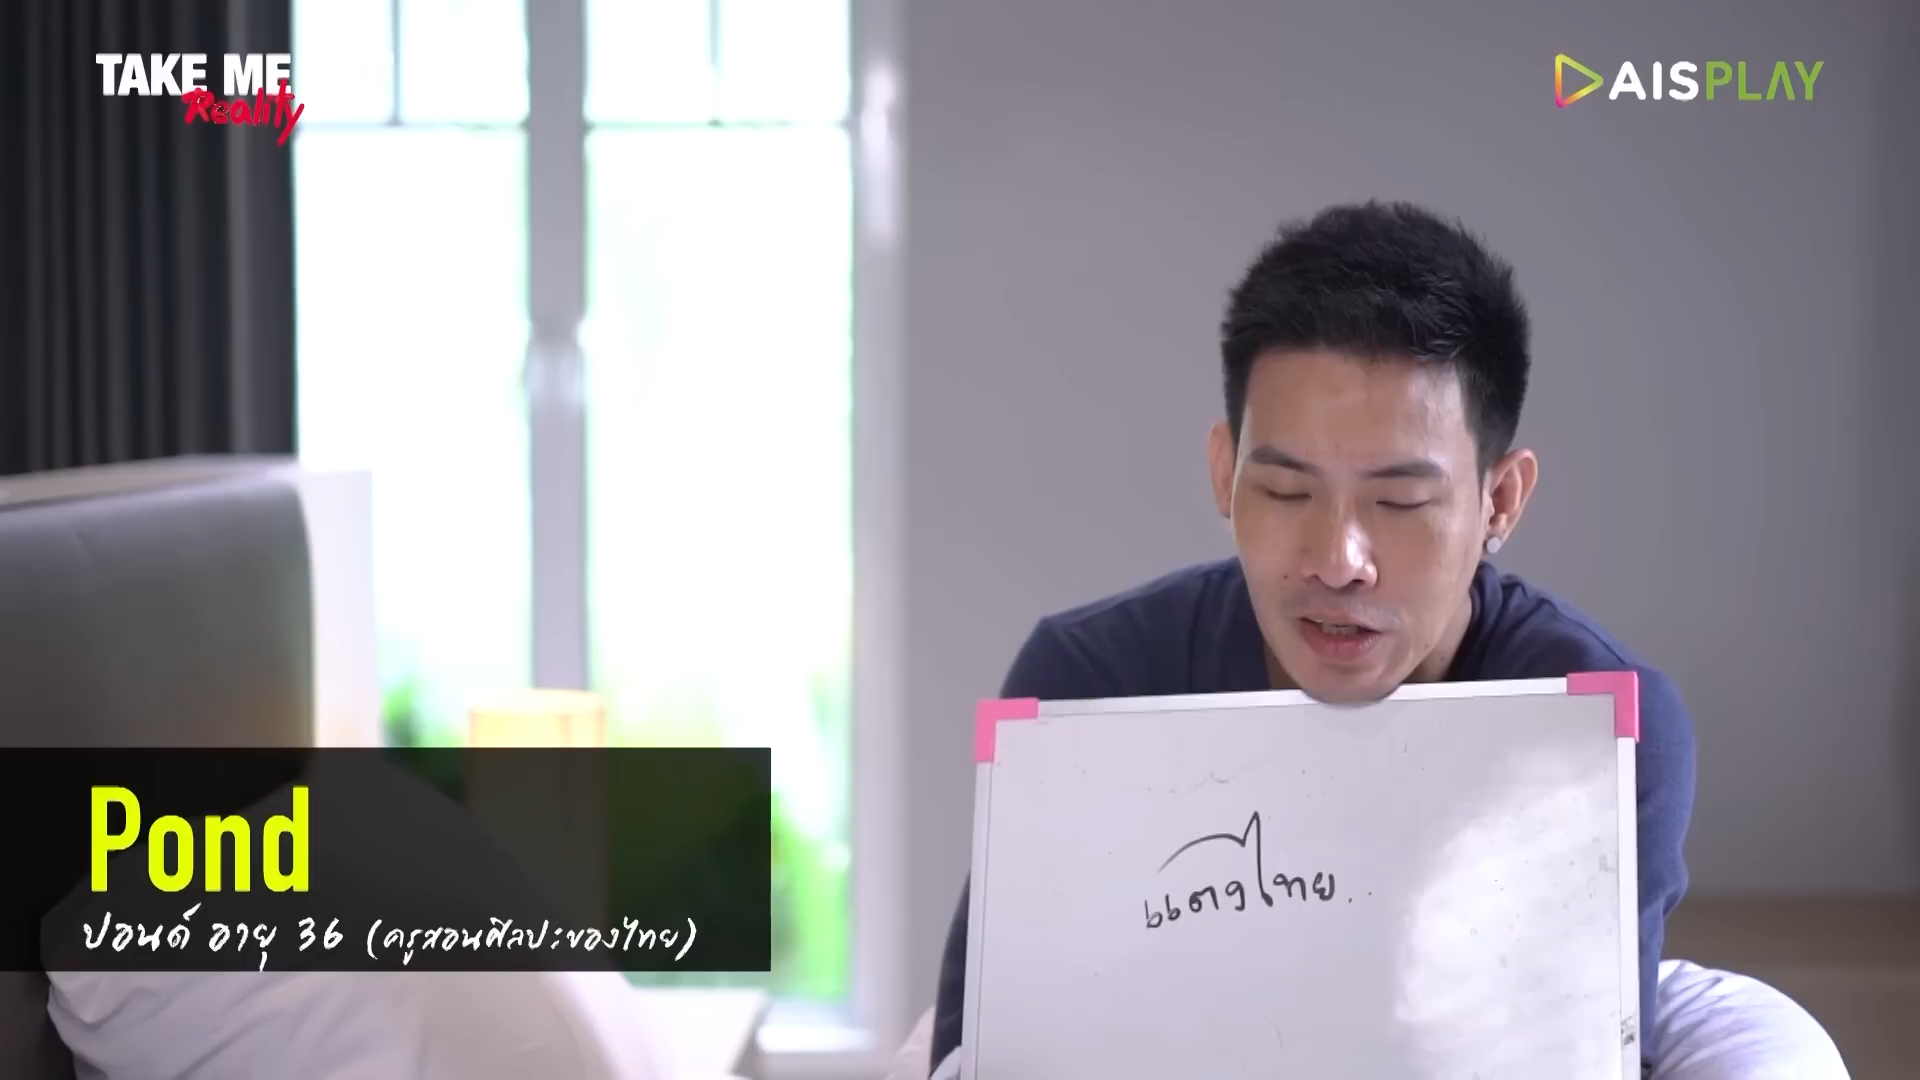 TAKE ME
Reality
AISPLAY
แตงไทย.
Pond
ปอนด์ อายุ 36 (ครูสอนศิลปะของไทย)